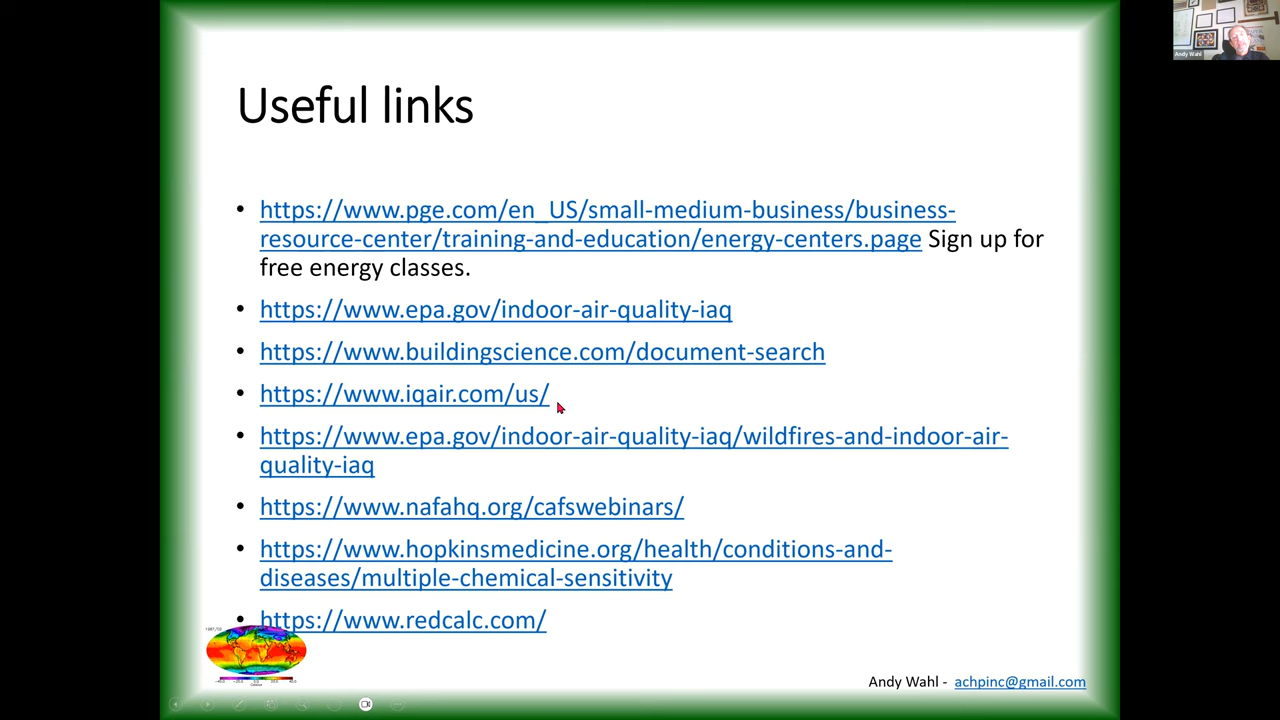 Useful links
• https://www.pge.com/en_US/small-medium-business/business-
resource-center/training-and-education/energy-centers.page Sign up for
free energy classes.
• https://www.epa.gov/indoor-air-quality-iaq
• https://www.buildingscience.com/document-search
• https://www.iqair.com/us/
• https://www.epa.gov/indoor-air-quality-iaq/wildfires-and-indoor-air-
quality-iaq
• https://www.nafahq.org/cafswebinars/
• https://www.hopkinsmedicine.org/health/conditions-and-
diseases/multiple-chemical-sensitivity
• https://www.redcalc.com/
Andy Wahl - achpinc@gmail.com
Andy Wahl